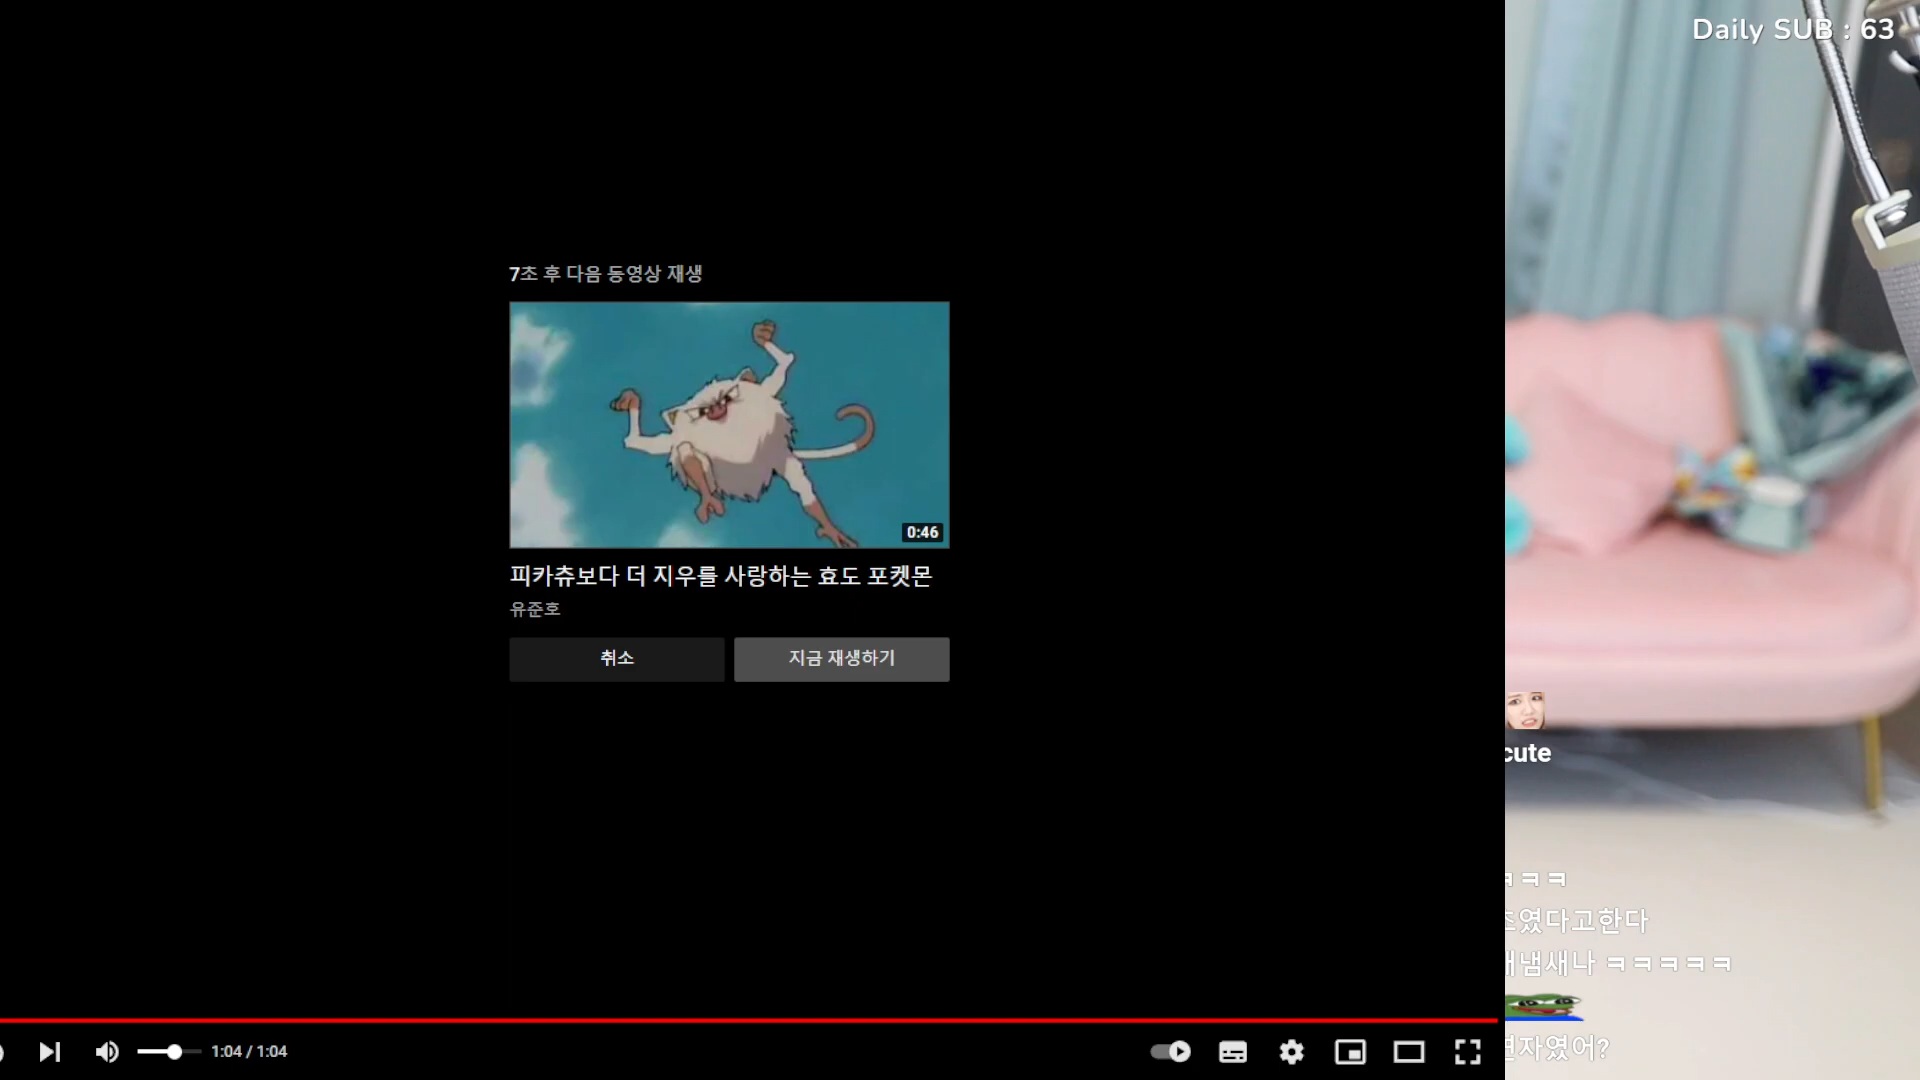 Daily SUB : 63
7초 후 다음 동영상 재생
0:46
피카츄보다 더 지우를 사랑하는 효도 포켓몬
유준호
취소
지금 재생하기
cute
ㅋㅋㅋ
였다고한다
냄새나 ㅋㅋㅋㅋㅋ
자였어?
1:04 / 1:04